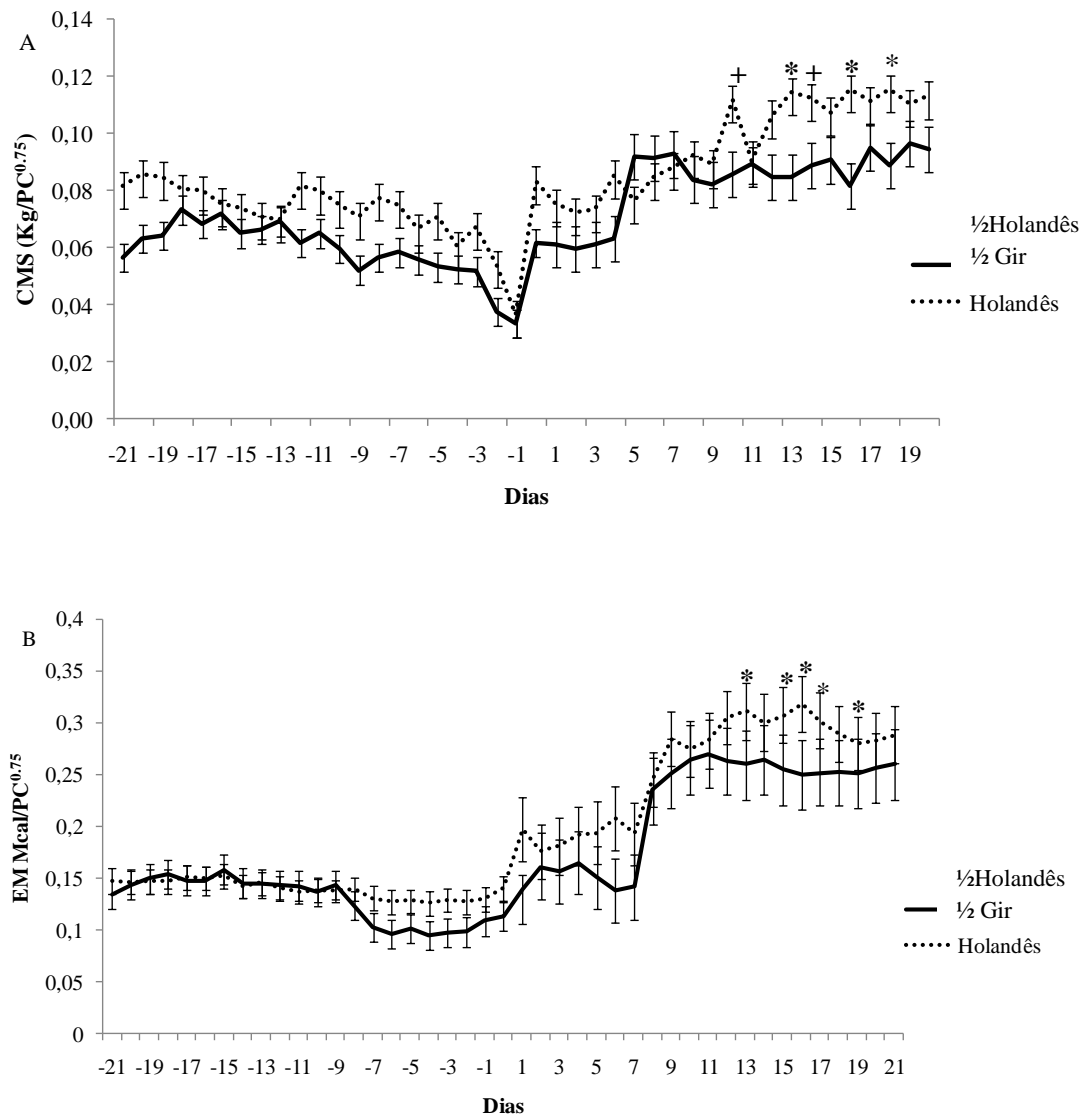 A
0,14
0,12
0,10
0,08
0,06
0,04
0,02
0,00
CMS (Kg/PC0.75)
+ * + * *
-21 -19 -17 -15 -13 -11 -9 -7 -5 -3 -1 1 3 5 7 9 11 13 15 17 19
Dias
½Holandês
½ Gir
Holandês
B
0,4
0,35
0,3
0,25
0,2
0,15
0,1
0,05
0
EM Mcal/PC0.75
* * * * *
-21 -19 -17 -15 -13 -11 -9 -7 -5 -3 -1 1 3 5 7 9 11 13 15 17 19 21
Dias
½Holandês
½ Gir
Holandês